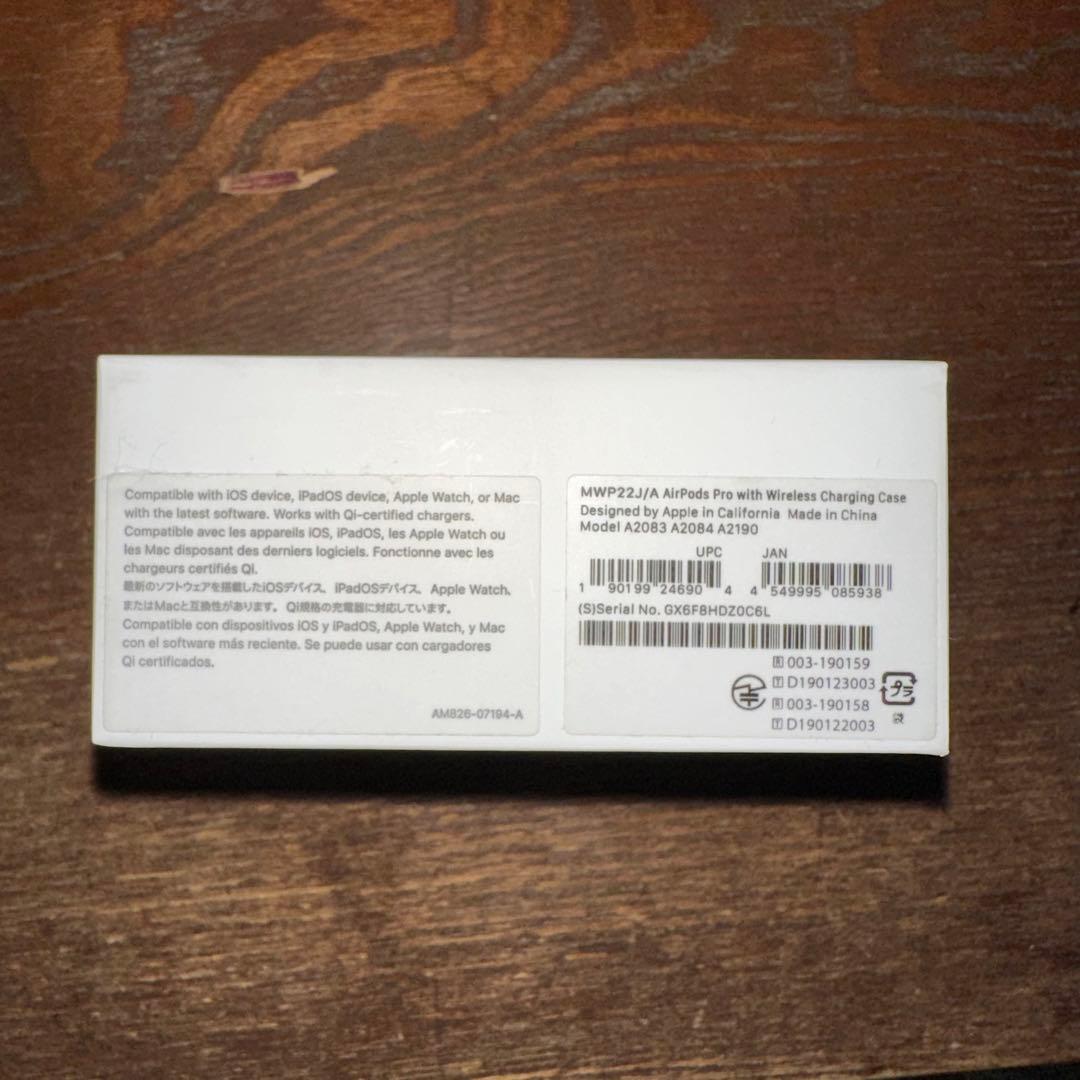 Compatible with iOS device, iPadOS device, Apple Watch, or Mac
with the latest software. Works with Qi-certified chargers.
Compatible avec les appareils iOS, iPadOS, les Apple Watch ou
les Mac disposant des derniers logiciels. Fonctionne avec les
chargeurs certifiés Qi.
最新のソフトウェアを搭載したiOSデバイス、iPadOSデバイス、Apple Watch、
またはMacと互換性があります。Qi規格の充電器に対応しています。
Compatible con dispositivos iOS y iPadOS, Apple Watch, y Mac
con el software más reciente. Se puede usar con cargadores
Qi certificados.
AM826-07194-A
MWP22J/A AirPods Pro with Wireless Charging Case
Designed by Apple in California Made in China
Model A2083 A2084 A2190
UPC JAN
1 90199 24690 4 4 549995 085938
(S)Serial No. GX6F8HDZ0C6L
R 003-190159
T D190123003
R 003-190158
T D190122003
プラ
袋